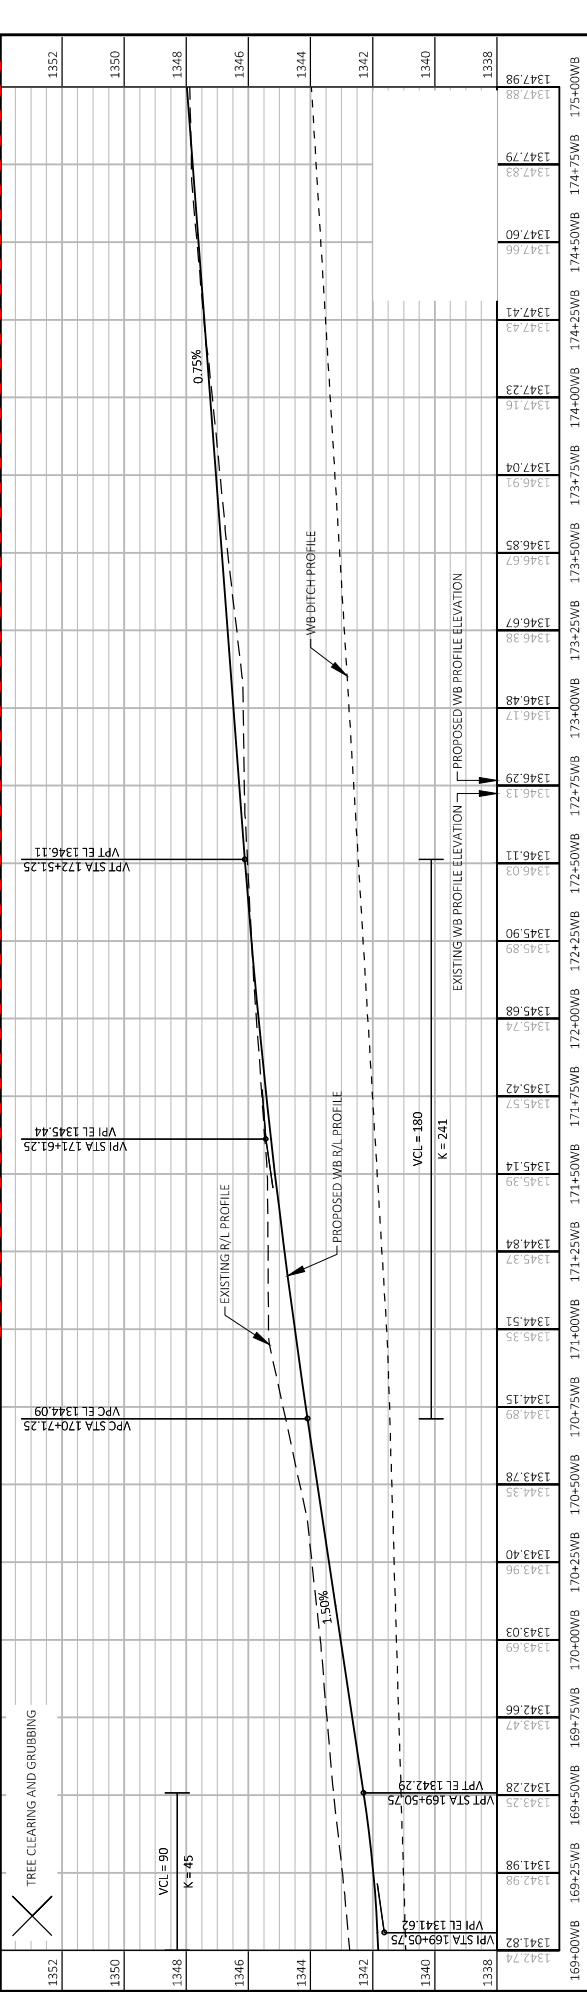 TREE CLEARING AND GRUBBING
1352
1350
1348
1346
1344
1342
1340
1338
1352
1350
1348
1346
1344
1342
1340
1338
VCL = 90
K = 45
VPI STA 169+05.75
VPI EL 1341.62
VPT STA 169+50.75
VPT EL 1342.29
1.50%
VPC STA 170+71.25
VPC EL 1344.09
EXISTING R/L PROFILE
PROPOSED WB R/L PROFILE
VPI STA 171+61.25
VPI EL 1345.44
VCL = 180
K = 241
VPT STA 172+51.25
VPT EL 1346.11
EXISTING WB PROFILE ELEVATION
PROPOSED WB PROFILE ELEVATION
WB DITCH PROFILE
0.75%
1342.74 1341.82
169+00WB
1342.98 1341.98
169+25WB
1343.25 1342.28
169+50WB
1343.47 1342.66
169+75WB
1343.69 1343.03
170+00WB
1343.96 1343.40
170+25WB
1344.35 1343.78
170+50WB
1344.89 1344.15
170+75WB
1345.35 1344.51
171+00WB
1345.37 1344.84
171+25WB
1345.39 1345.14
171+50WB
1345.57 1345.42
171+75WB
1345.74 1345.68
172+00WB
1345.89 1345.90
172+25WB
1346.03 1346.11
172+50WB
1346.13 1346.29
172+75WB
1346.17 1346.48
173+00WB
1346.38 1346.67
173+25WB
1346.67 1346.85
173+50WB
1346.91 1347.04
173+75WB
1347.16 1347.23
174+00WB
1347.43 1347.41
174+25WB
1347.66 1347.60
174+50WB
1347.83 1347.79
174+75WB
1347.88 1347.98
175+00WB